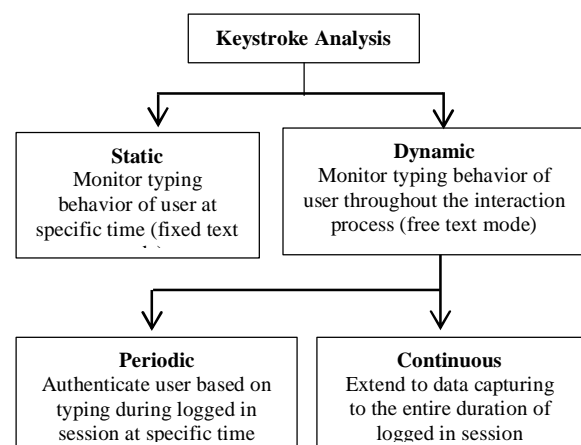 Keystroke Analysis
Static
Monitor typing
behavior of user at
specific time (fixed text
Dynamic
Monitor typing behavior of
user throughout the interaction
process (free text mode)
Periodic
Authenticate user based on
typing during logged in
session at specific time
Continuous
Extend to data capturing
to the entire duration of
logged in session